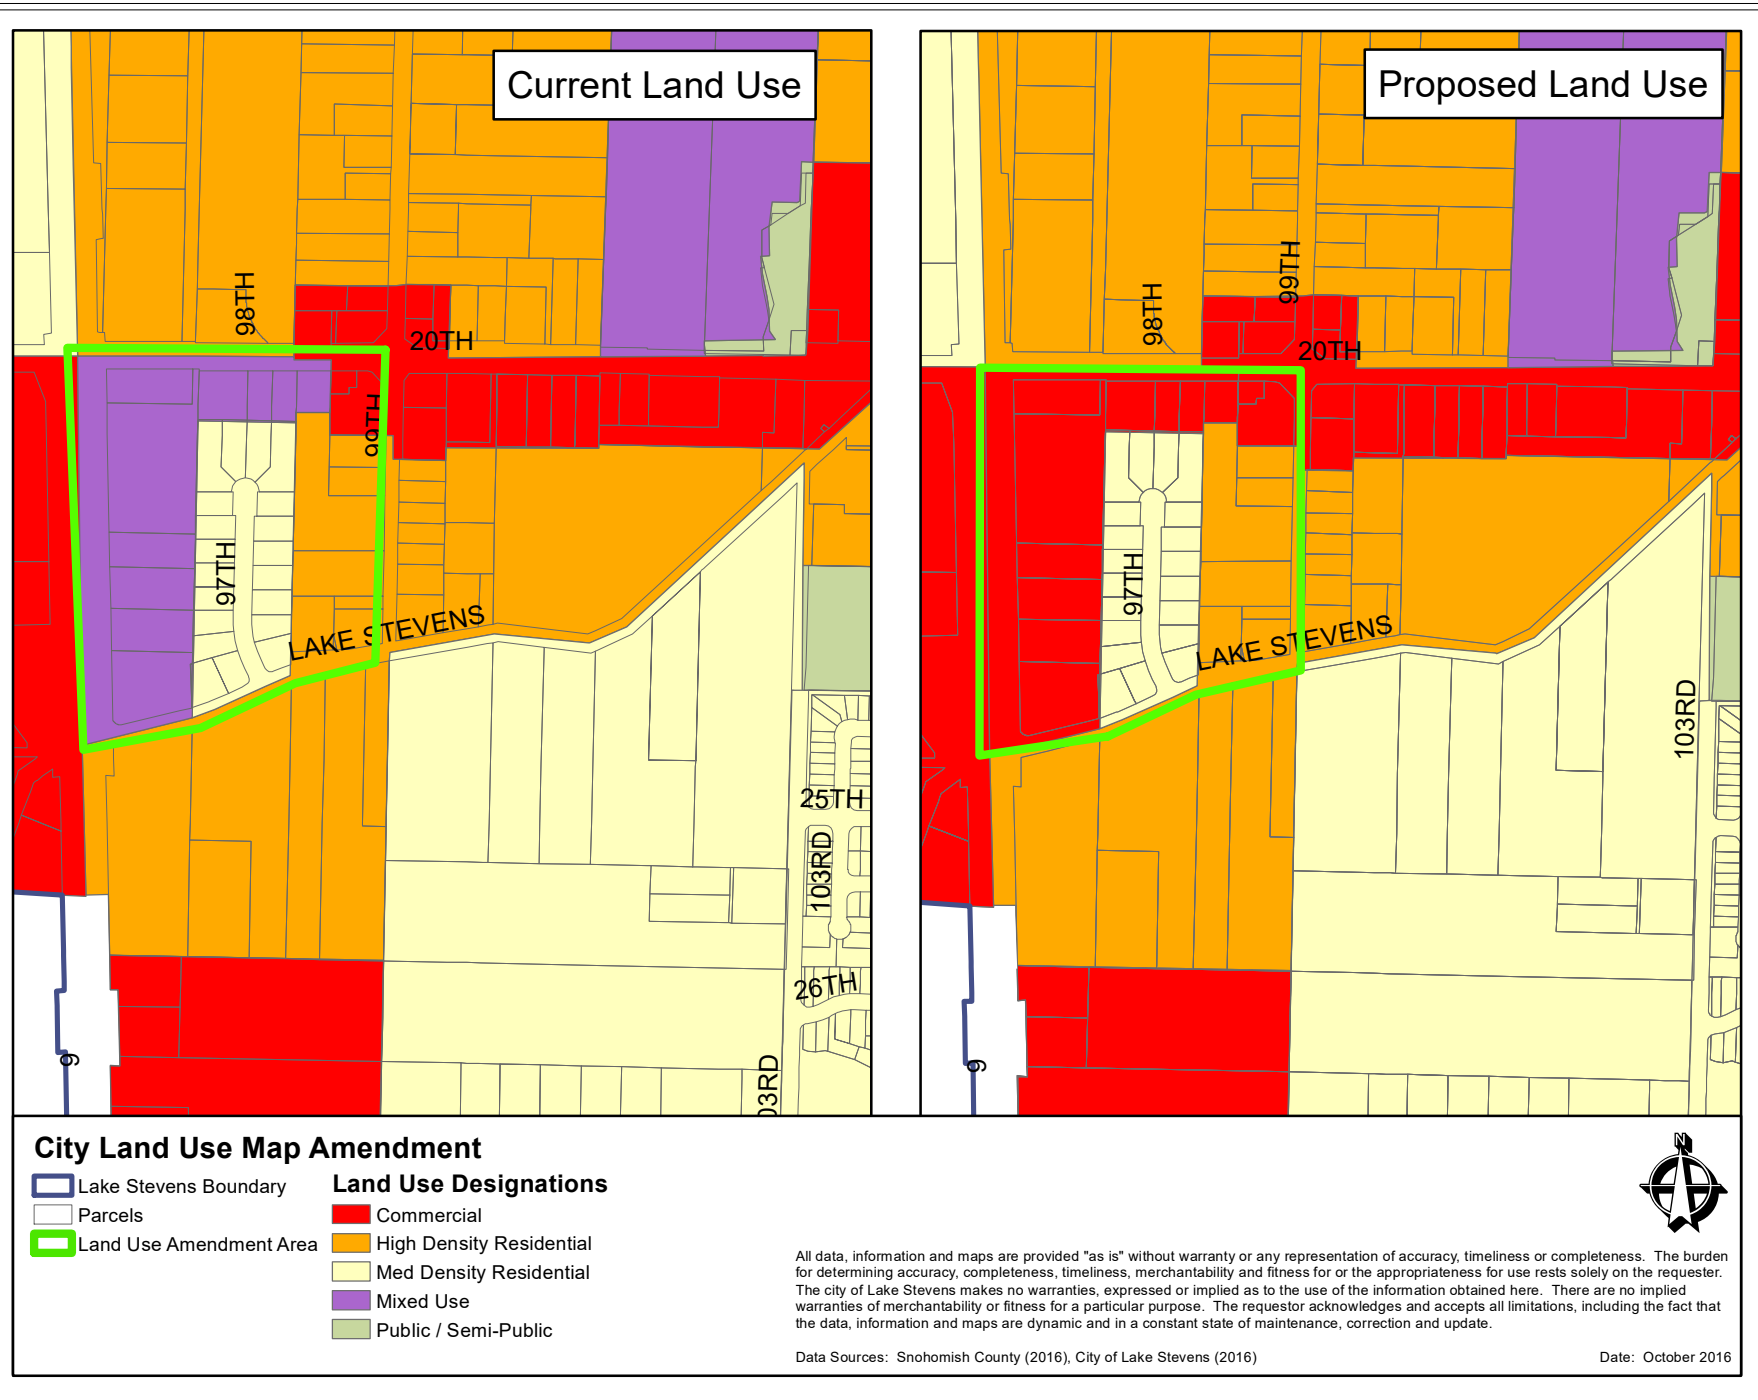 Current Land Use
98TH
20TH
99TH
97TH
LAKE STEVENS
25TH
103RD
26TH
9
03RD
Proposed Land Use
99TH
98TH
20TH
97TH
LAKE STEVENS
103RD
9
City Land Use Map Amendment
Lake Stevens Boundary
Parcels
Land Use Amendment Area
Land Use Designations
Commercial
High Density Residential
Med Density Residential
Mixed Use
Public / Semi-Public
N
All data, information and maps are provided "as is" without warranty or any representation of accuracy, timeliness or completeness. The burden
for determining accuracy, completeness, timeliness, merchantability and fitness for or the appropriateness for use rests solely on the requester.
The city of Lake Stevens makes no warranties, expressed or implied as to the use of the information obtained here. There are no implied
warranties of merchantability or fitness for a particular purpose. The requestor acknowledges and accepts all limitations, including the fact that
the data, information and maps are dynamic and in a constant state of maintenance, correction and update.
Data Sources: Snohomish County (2016), City of Lake Stevens (2016)
Date: October 2016